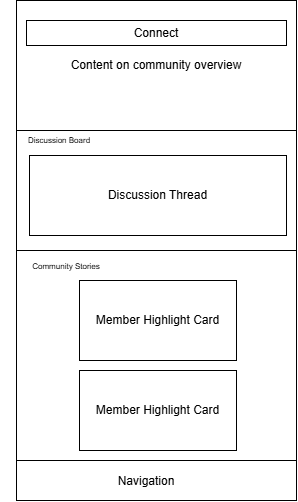 Connect
Content on community overview
Discussion Board
Discussion Thread
Community Stories
Member Highlight Card
Member Highlight Card
Navigation